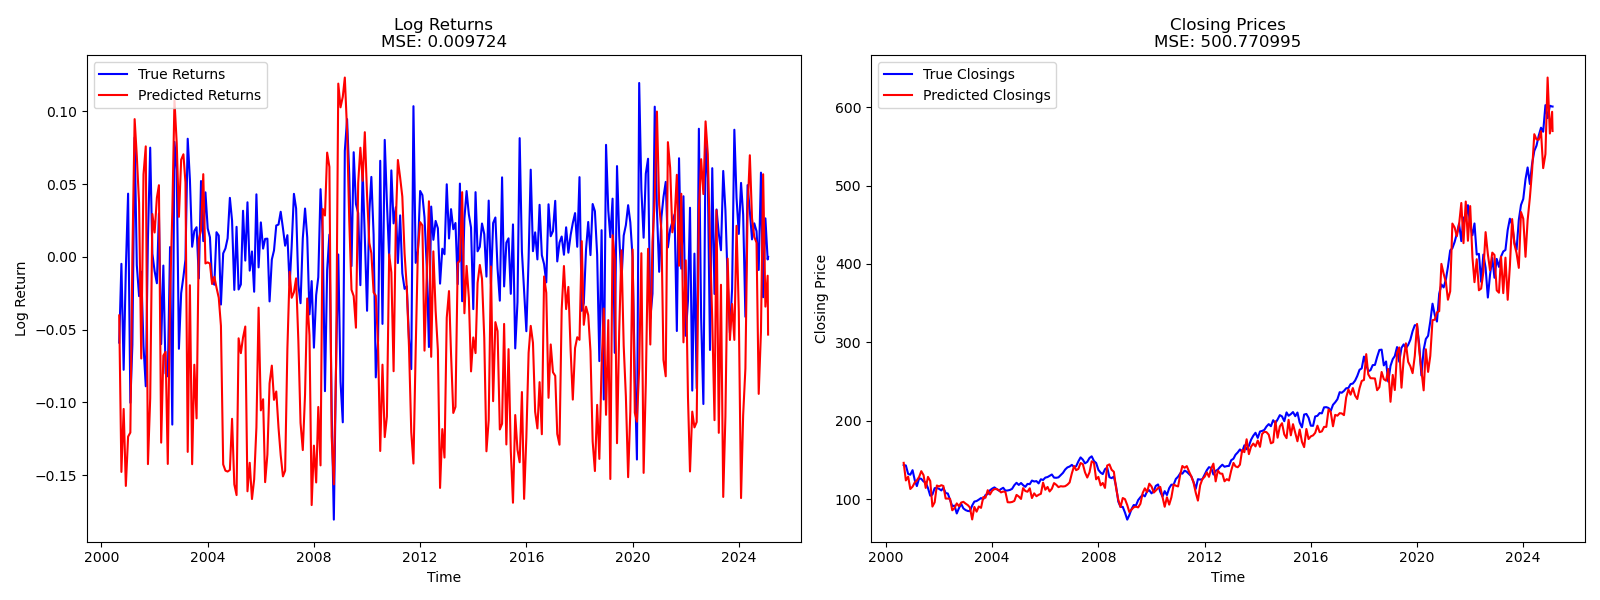 Log Returns
MSE: 0.009724
True Returns
Predicted Returns
0.10
0.05
0.00
−0.05
−0.10
−0.15
Log Return
2000
2004
2008
2012
2016
2020
2024
Time
Closing Prices
MSE: 500.770995
True Closings
Predicted Closings
600
500
400
300
200
100
Closing Price
2000
2004
2008
2012
2016
2020
2024
Time